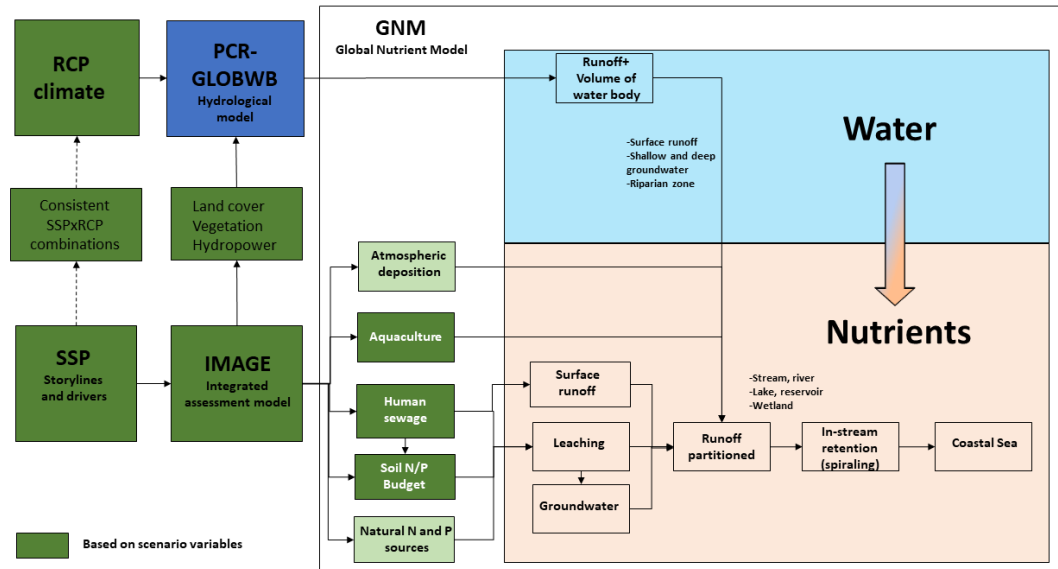 GNM
Global Nutrient Model
RCP
climate
PCR-
GLOBWB
Hydrological
model
Runoff+
Volume of
water body
Water
-Surface runoff
-Shallow and deep
groundwater
-Riparian zone
Consistent
SSPxRCP
combinations
Land cover
Vegetation
Hydropower
Atmospheric
deposition
Nutrients
Aquaculture
SSP
Storylines
and drivers
IMAGE
Integrated
assessment model
Human
sewage
Surface
runoff
-Stream, river
-Lake, reservoir
-Wetland
Soil N/P
Budget
Leaching
Runoff
partitioned
In-stream
retention
(spiraling)
Coastal Sea
Groundwater
Natural N and P
sources
Based on scenario variables